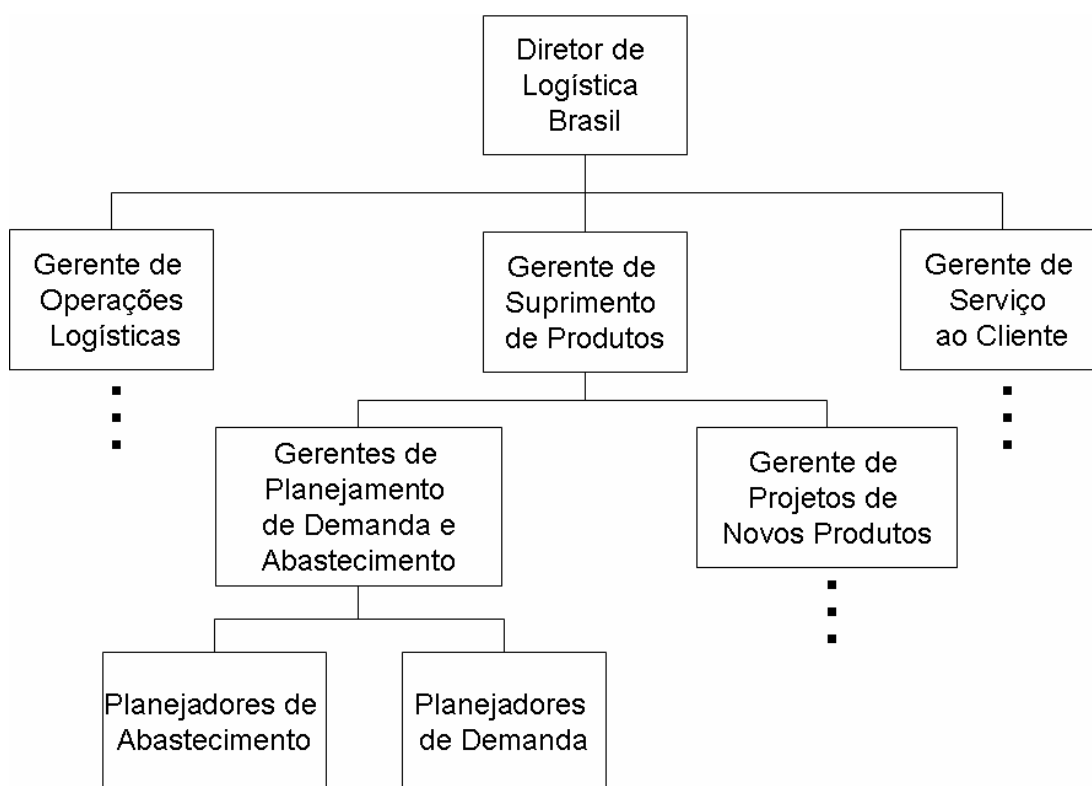 Diretor de
Logística
Brasil
Gerente de
Operações
Logísticas
Gerente de
Suprimento
de Produtos
Gerente de
Serviço
ao Cliente
Gerentes de
Planejamento
de Demanda e
Abastecimento
Gerente de
Projetos de
Novos Produtos
Planejadores de
Abastecimento
Planejadores
de Demanda